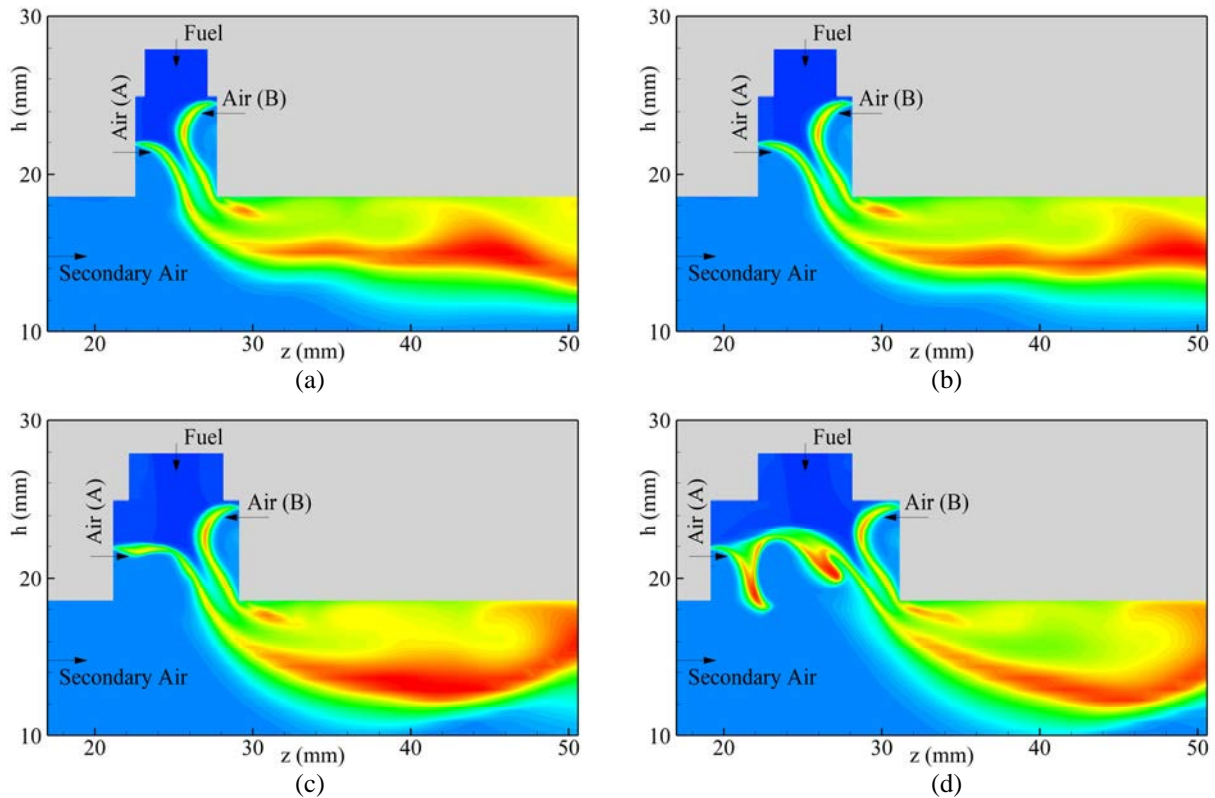 30
Fuel
Air (A)
Air (B)
h (mm)
20
Secondary Air
10
20
30
40
50
z (mm)
(a)
30
Fuel
Air (A)
Air (B)
h (mm)
20
Secondary Air
10
20
30
40
50
z (mm)
(b)
30
Fuel
Air (A)
Air (B)
h (mm)
20
Secondary Air
10
20
30
40
50
z (mm)
(c)
30
Fuel
Air (A)
Air (B)
h (mm)
20
Secondary Air
10
20
30
40
50
z (mm)
(d)